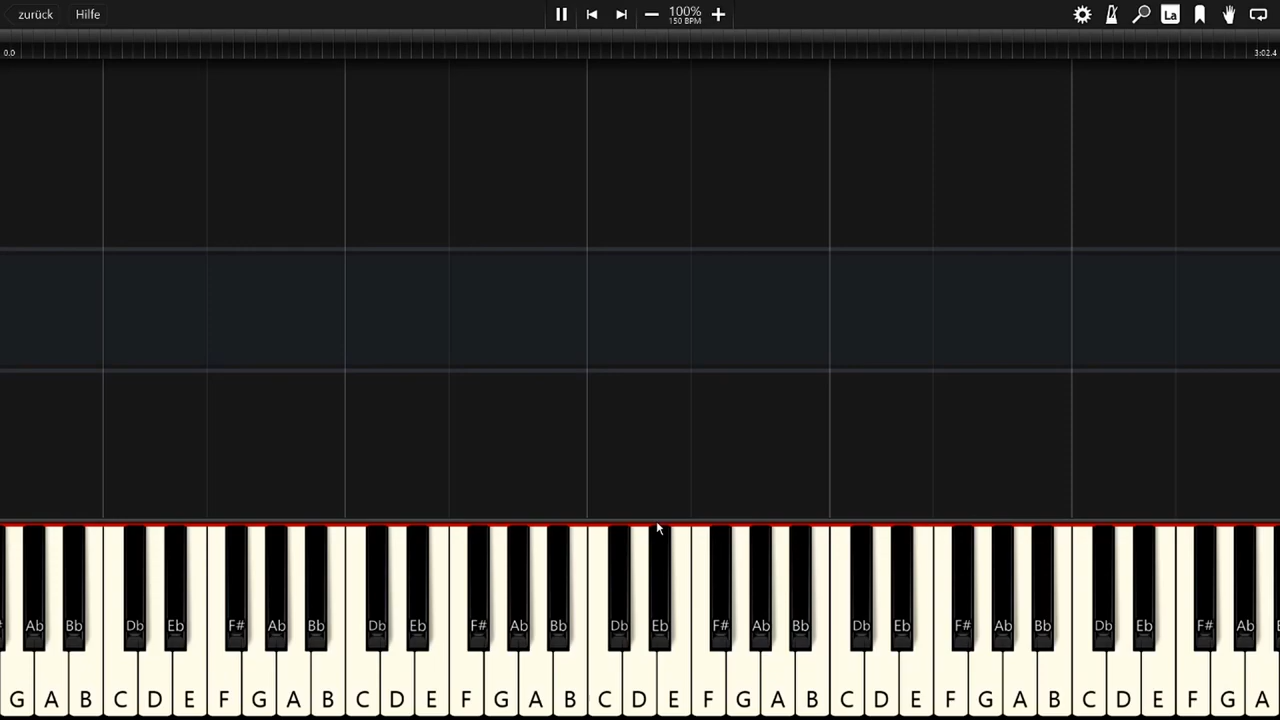 zurück Hilfe 100% La
150 BPM
0,0 3:02.4
Ab Bb Db Eb F# Ab Bb Db Eb F# Ab Bb Db Eb F# Ab Bb Db Eb F# Ab Bb Db Eb F# Ab
G A B C D E F G A B C D E F G A B C D E F G A B C D E F G A B C D E F G A